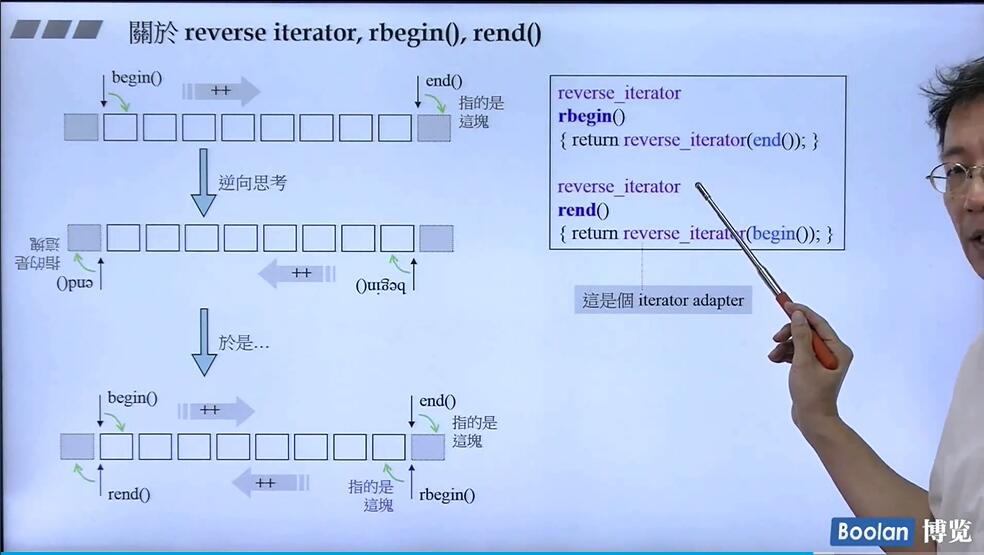 關於 reverse iterator, rbegin(), rend()
begin()
++
end()
指的是
這塊
逆向思考
指的是
這塊
end()
++
begin()
於是…
begin()
++
end()
指的是
這塊
rend()
++
指的是
這塊
rbegin()
reverse_iterator
rbegin()
{ return reverse_iterator(end()); }
reverse_iterator
rend()
{ return reverse_iterator(begin()); }
這是個 iterator adapter
Boolan 博览